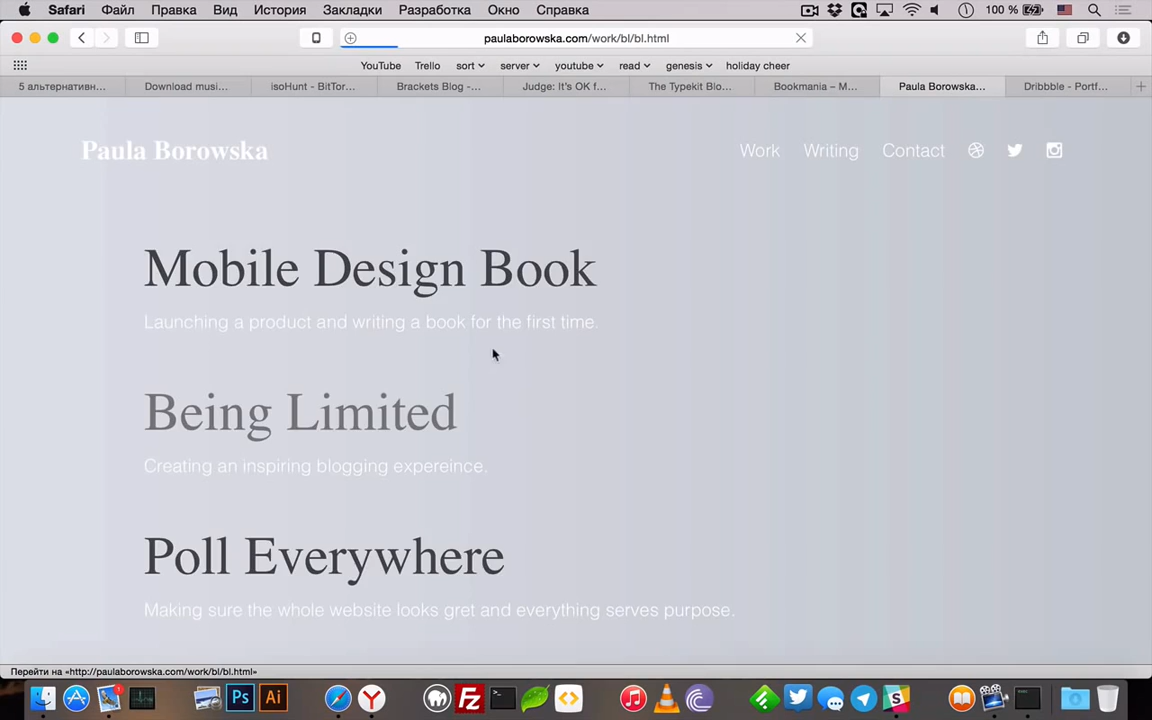 Safari Файл Правка Вид История Закладки Разработка Окно Справка 100 %
paulaborowska.com/work/bl/bl.html
YouTube Trello sort server youtube read genesis holiday cheer
5 альтернативн... Download musi... isoHunt - BitTor... Brackets Blog -... Judge: It's OK f... The Typekit Blo... Bookmania – M... Paula Borowska... Dribbble - Portf...
Paula Borowska Work Writing Contact
Mobile Design Book
Launching a product and writing a book for the first time.
Being Limited
Creating an inspiring blogging expereince.
Poll Everywhere
Making sure the whole website looks gret and everything serves purpose.
Перейти на «http://paulaborowska.com/work/bl/bl.html»
1 Ps Ai Y Fz